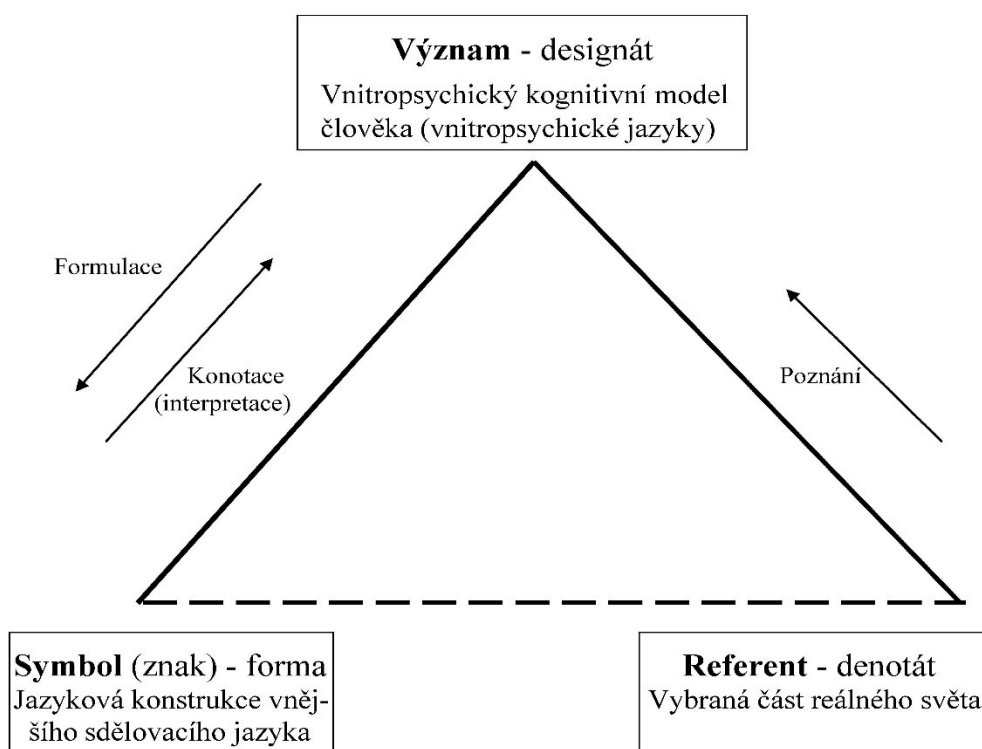 Význam - designát
Vnitropsychický kognitivní model
člověka (vnitropsychické jazyky)
Formulace
Konotace
(interpretace)
Poznání
Symbol (znak) - forma
Jazyková konstrukce vněj-
šího sdělovacího jazyka
Referent - denotát
Vybraná část reálného světa